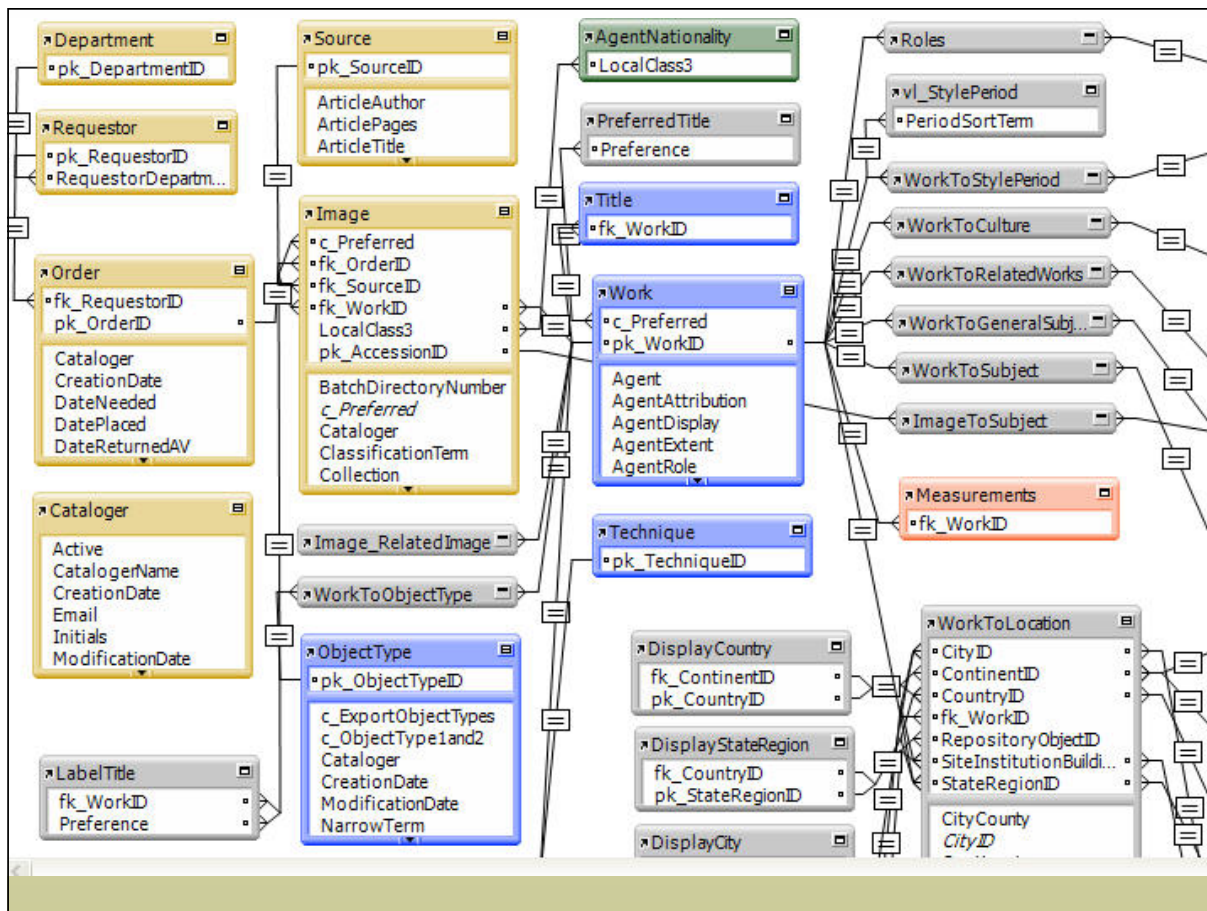 Department
pk_DepartmentID
Requestor
pk_RequestorID
RequestorDepartm...
Order
fk_RequestorID
pk_OrderID
Cataloger
CreationDate
DateNeeded
DatePlaced
DateReturnedAV
Cataloger
Active
CatalogerName
CreationDate
Email
Initials
ModificationDate
LabelTitle
fk_WorkID
Preference
Source
pk_SourceID
ArticleAuthor
ArticlePages
ArticleTitle
Image
c_Preferred
fk_OrderID
fk_SourceID
fk_WorkID
LocalClass3
pk_AccessionID
BatchDirectoryNumber
c_Preferred
Cataloger
ClassificationTerm
Collection
Image_RelatedImage
WorkToObjectType
ObjectType
pk_ObjectTypeID
c_ExportObjectTypes
c_ObjectType1and2
Cataloger
CreationDate
ModificationDate
NarrowTerm
AgentNationality
LocalClass3
PreferredTitle
Preference
Title
fk_WorkID
Work
c_Preferred
pk_WorkID
Agent
AgentAttribution
AgentDisplay
AgentExtent
AgentRole
Technique
pk_TechniqueID
DisplayCountry
fk_ContinentID
pk_CountryID
DisplayStateRegion
fk_CountryID
pk_StateRegionID
DisplayCity
Roles
vl_StylePeriod
PeriodSortTerm
WorkToStylePeriod
WorkToCulture
WorkToRelatedWorks
WorkToGeneralSubj...
WorkToSubject
ImageToSubject
Measurements
fk_WorkID
WorkToLocation
CityID
ContinentID
CountryID
fk_WorkID
RepositoryObjectID
SiteInstitutionBuildi...
StateRegionID
CityCounty
CityID